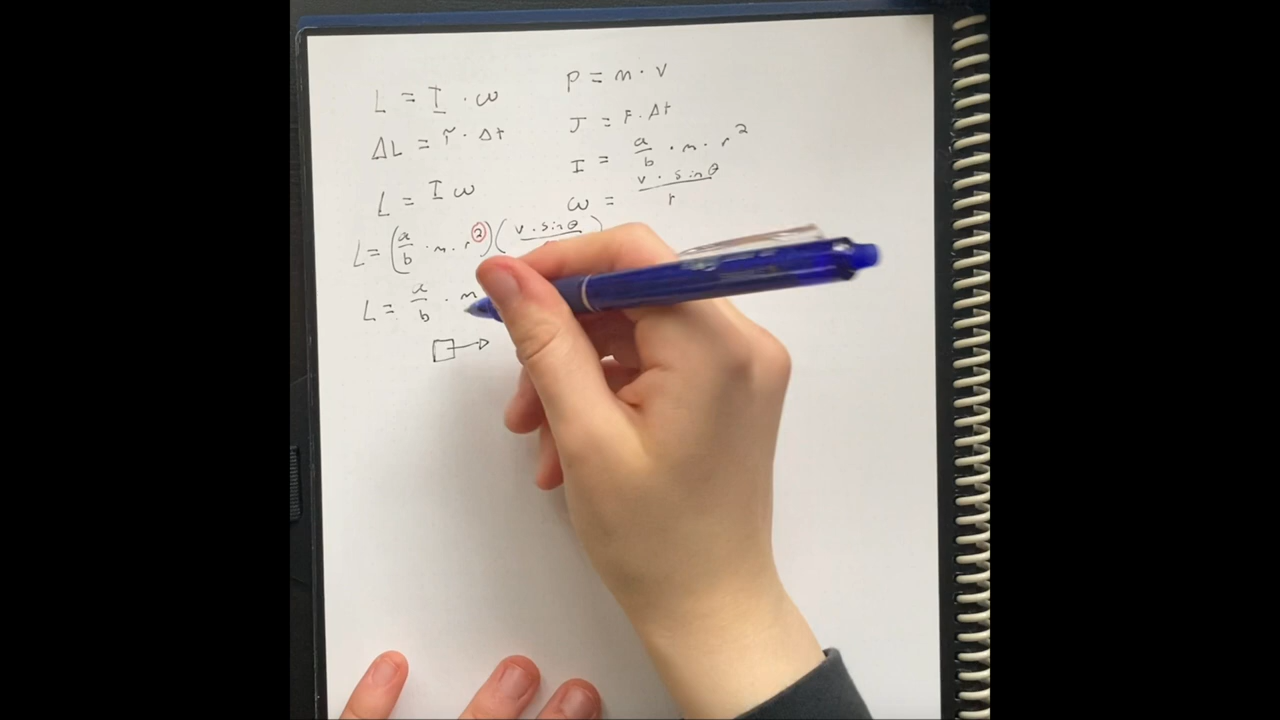 L = I · ω
ΔL = τ · Δt
L = I ω
L = (a/b · m · r²)(v · sinθ
L = a/b · m
P = m · v
J = F · Δt
I = a/b · m · r²
ω = v · sinθ/r